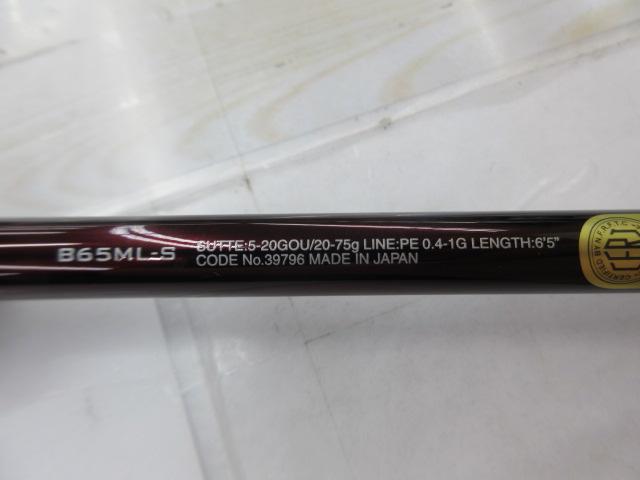 B65ML-S
SUTTE:5-20GOU/20-75g LINE:PE 0.4-1G LENGTH:6'5"
CODE No.39796 MADE IN JAPAN